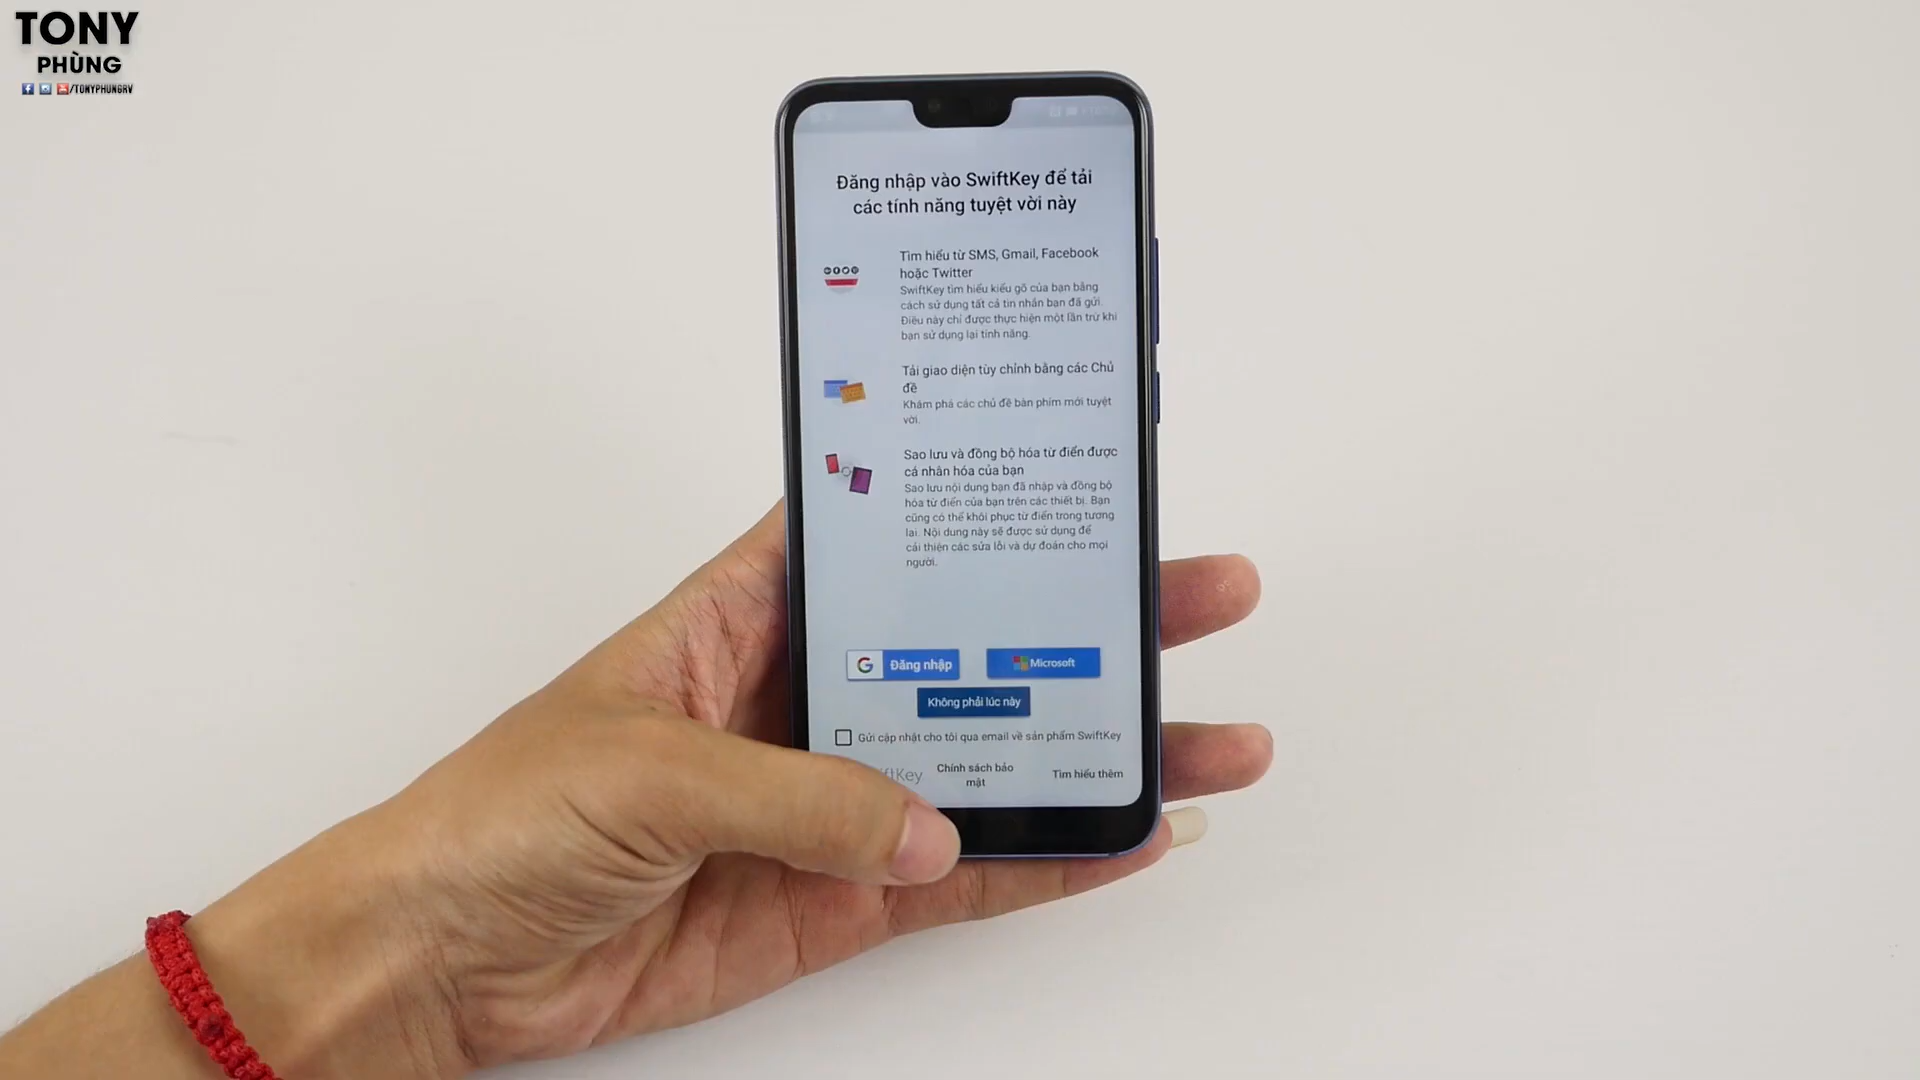 TONY
PHÙNG
/TONYPHUNGRV
Đăng nhập vào SwiftKey để tải
các tính năng tuyệt vời này
Tìm hiểu từ SMS, Gmail, Facebook
hoặc Twitter
SwiftKey tìm hiểu kiểu gõ của bạn bằng
cách sử dụng tất cả tin nhắn bạn đã gửi.
Điều này chỉ được thực hiện một lần trừ khi
bạn sử dụng lại tính năng.
Tải giao diện tùy chỉnh bằng các Chủ
đề
Khám phá các chủ đề bàn phím mới tuyệt
vời.
Sao lưu và đồng bộ hóa từ điển được
cá nhân hóa của bạn
Sao lưu nội dung bạn đã nhập và đồng bộ
hóa từ điển của bạn trên các thiết bị. Bạn
cũng có thể khôi phục từ điển trong tương
lai. Nội dung này sẽ được sử dụng để
cải thiện các sửa lỗi và dự đoán cho mọi
người.
G Đăng nhập
Microsoft
Không phải lúc này
Gửi cập nhật cho tôi qua email về sản phẩm SwiftKey
ftKey
Chính sách bảo
mật
Tìm hiểu thêm